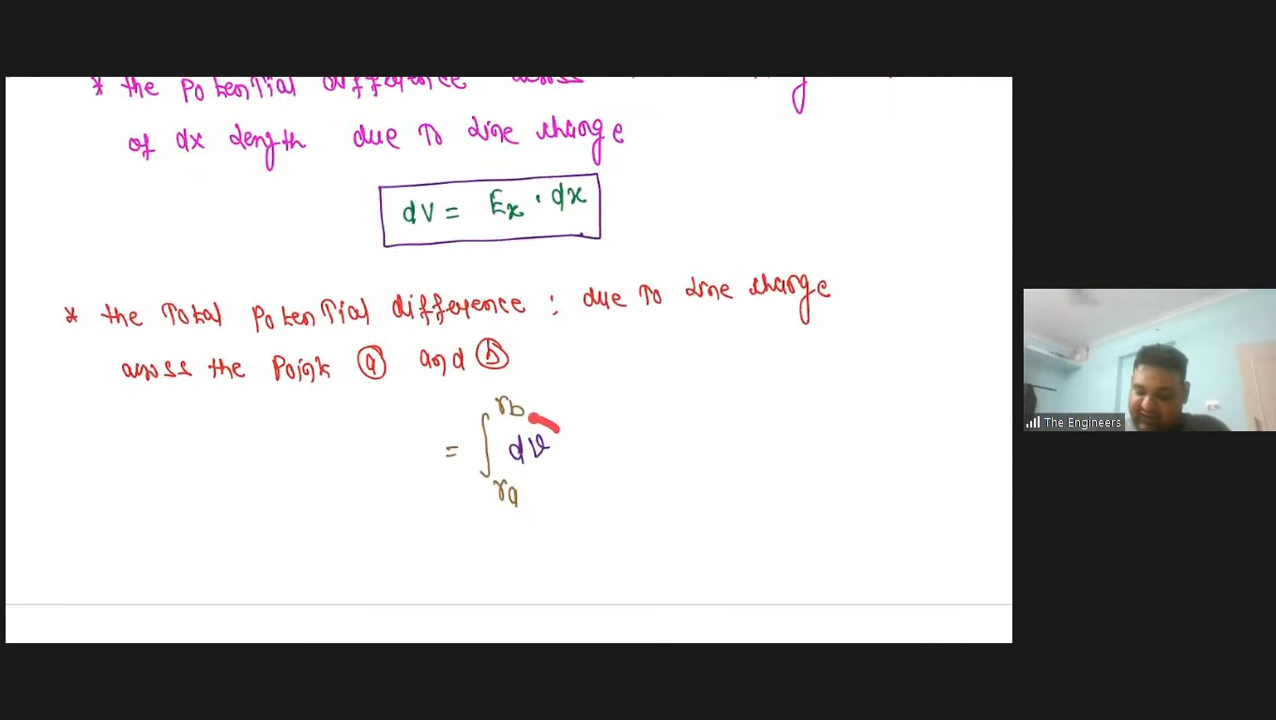 * the Potential difference across
of dx length due to line charge
dV = Ex · dx
* the Total Potential difference : due to line charge
across the Point a and b
= ∫ dV
rb
ra
The Engineers